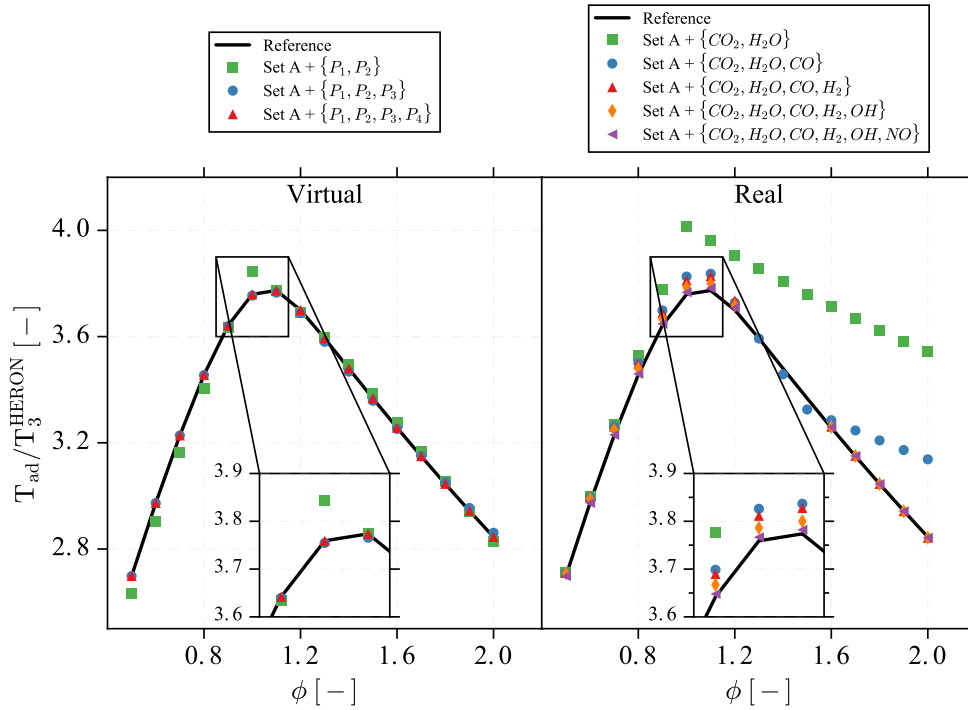 Reference
Set A + {P₁, P₂}
Set A + {P₁, P₂, P₃}
Set A + {P₁, P₂, P₃, P₄}
Reference
Set A + {CO₂, H₂O}
Set A + {CO₂, H₂O, CO}
Set A + {CO₂, H₂O, CO, H₂}
Set A + {CO₂, H₂O, CO, H₂, OH}
Set A + {CO₂, H₂O, CO, H₂, OH, NO}
Virtual
Real
T_ad/T_3^HERON [−]
4.0
3.6
3.2
2.8
3.9
3.8
3.7
3.6
3.9
3.8
3.7
3.6
0.8 1.2 1.6 2.0
0.8 1.2 1.6 2.0
ϕ [−]
ϕ [−]